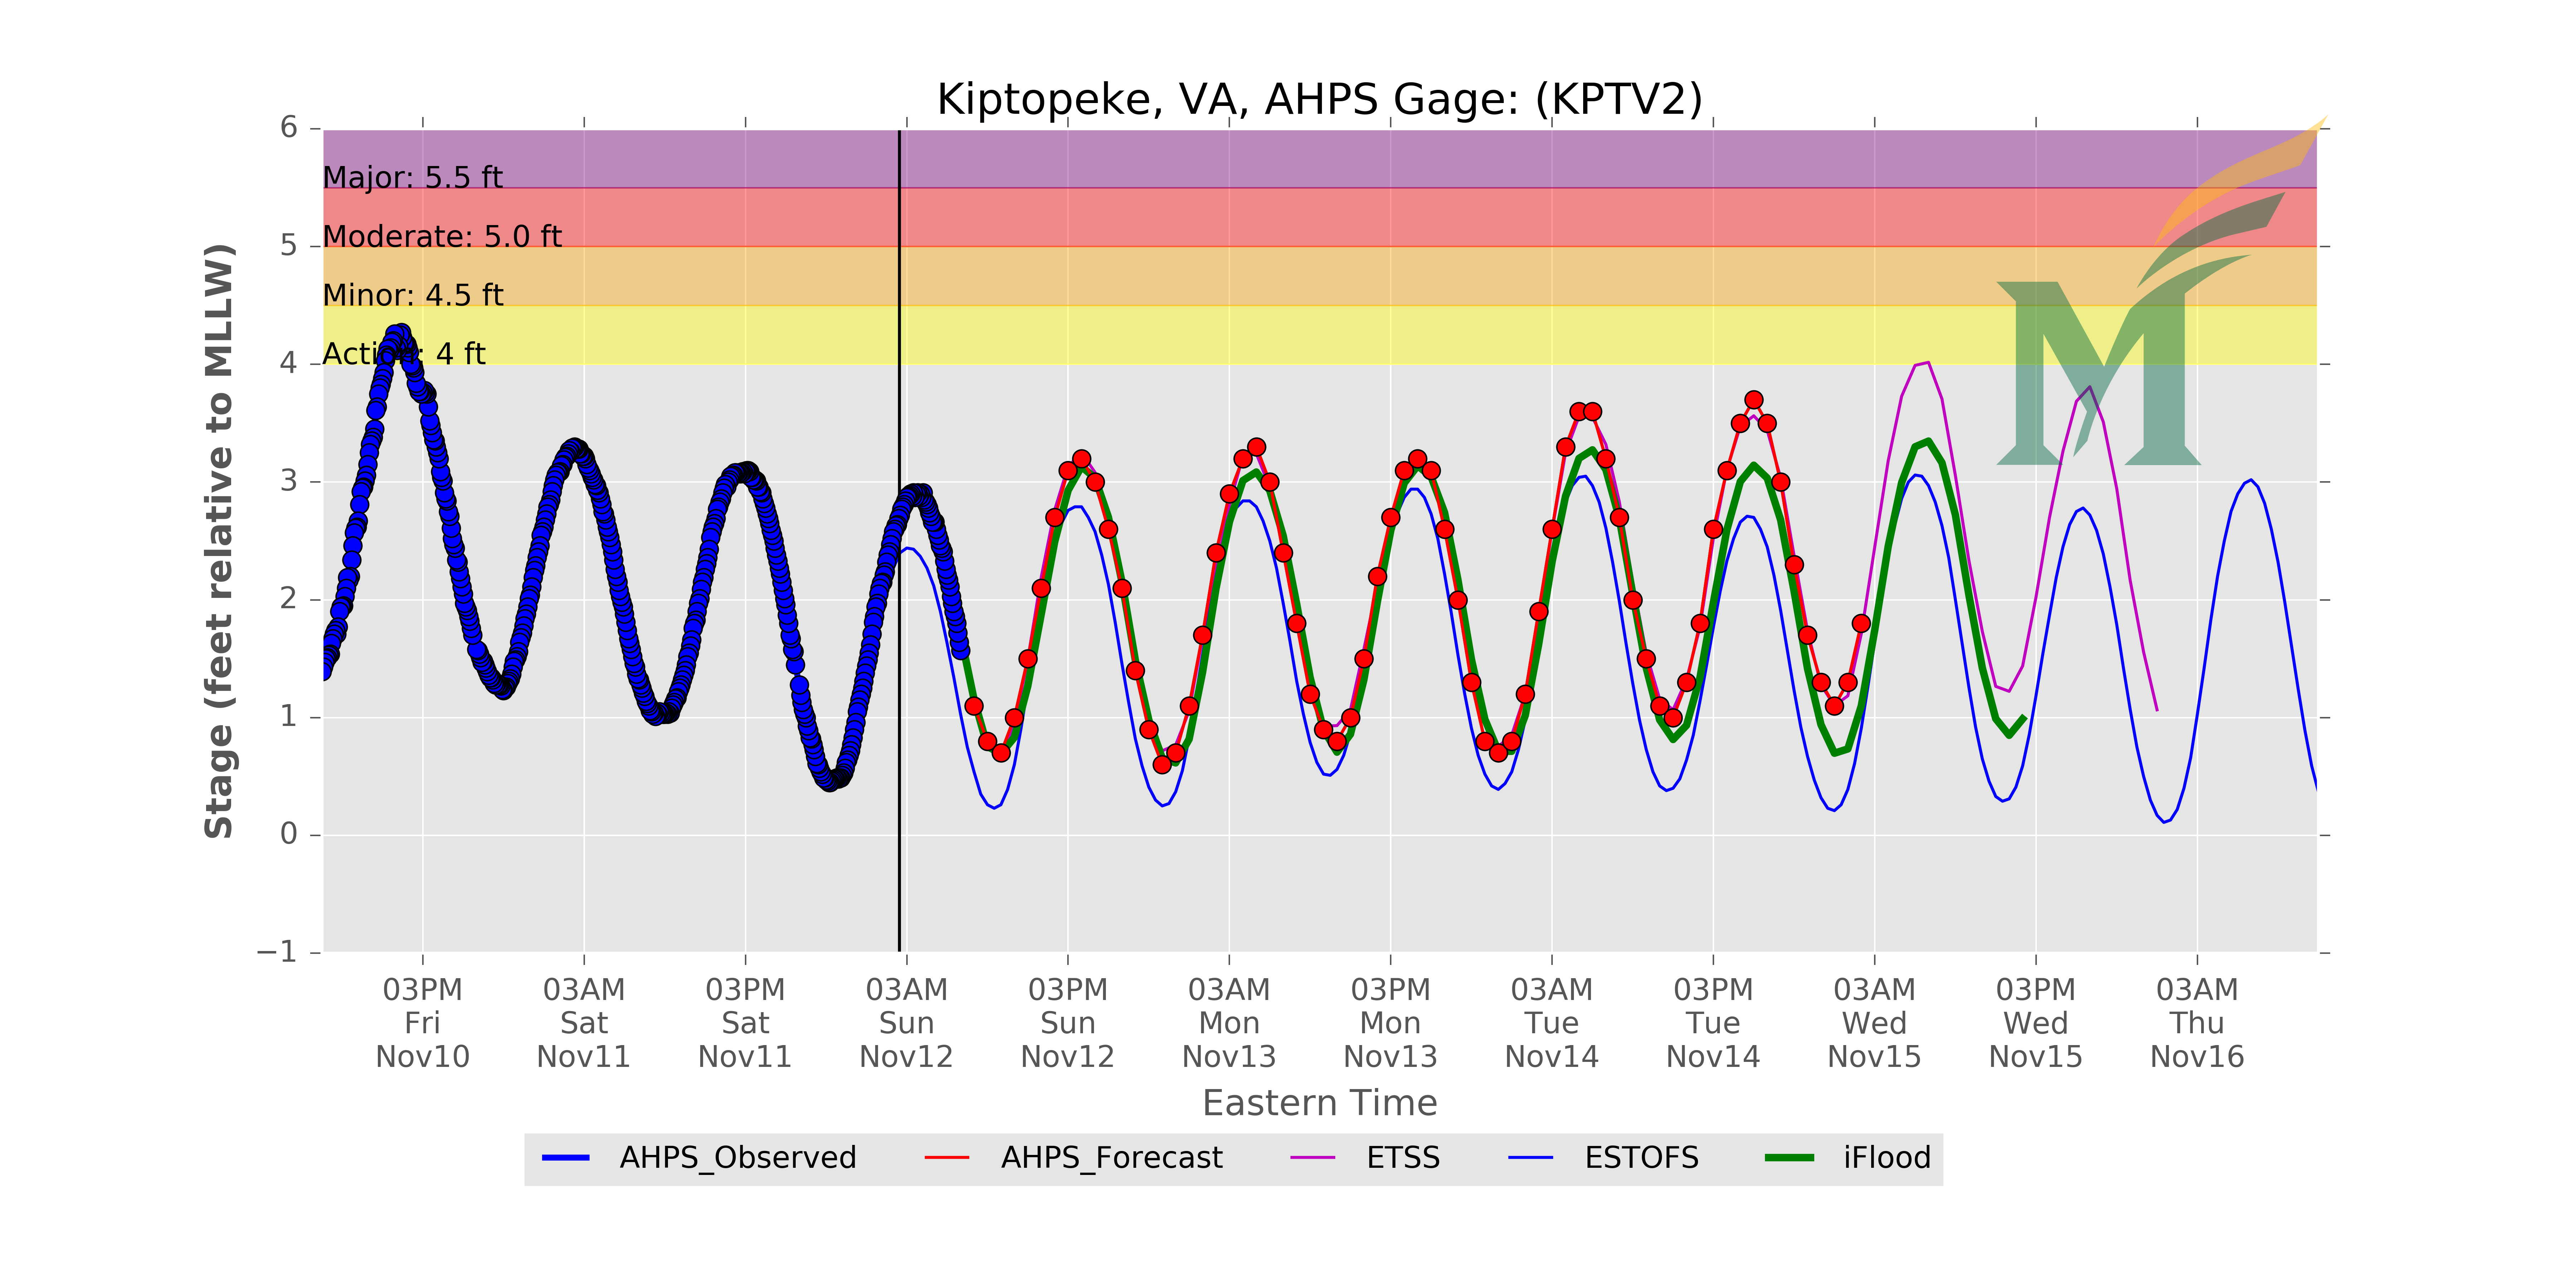 Kiptopeke, VA, AHPS Gage: (KPTV2)
6
5
4
3
2
1
0
−1
Stage (feet relative to MLLW)
Major: 5.5 ft
Moderate: 5.0 ft
Minor: 4.5 ft
Action: 4 ft
03PM 03AM 03PM 03AM 03PM 03AM 03PM 03AM 03PM 03AM 03PM 03AM
Fri Sat Sat Sun Sun Mon Mon Tue Tue Wed Wed Thu
Nov10 Nov11 Nov11 Nov12 Nov12 Nov13 Nov13 Nov14 Nov14 Nov15 Nov15 Nov16
Eastern Time
AHPS_Observed AHPS_Forecast ETSS ESTOFS iFlood
M